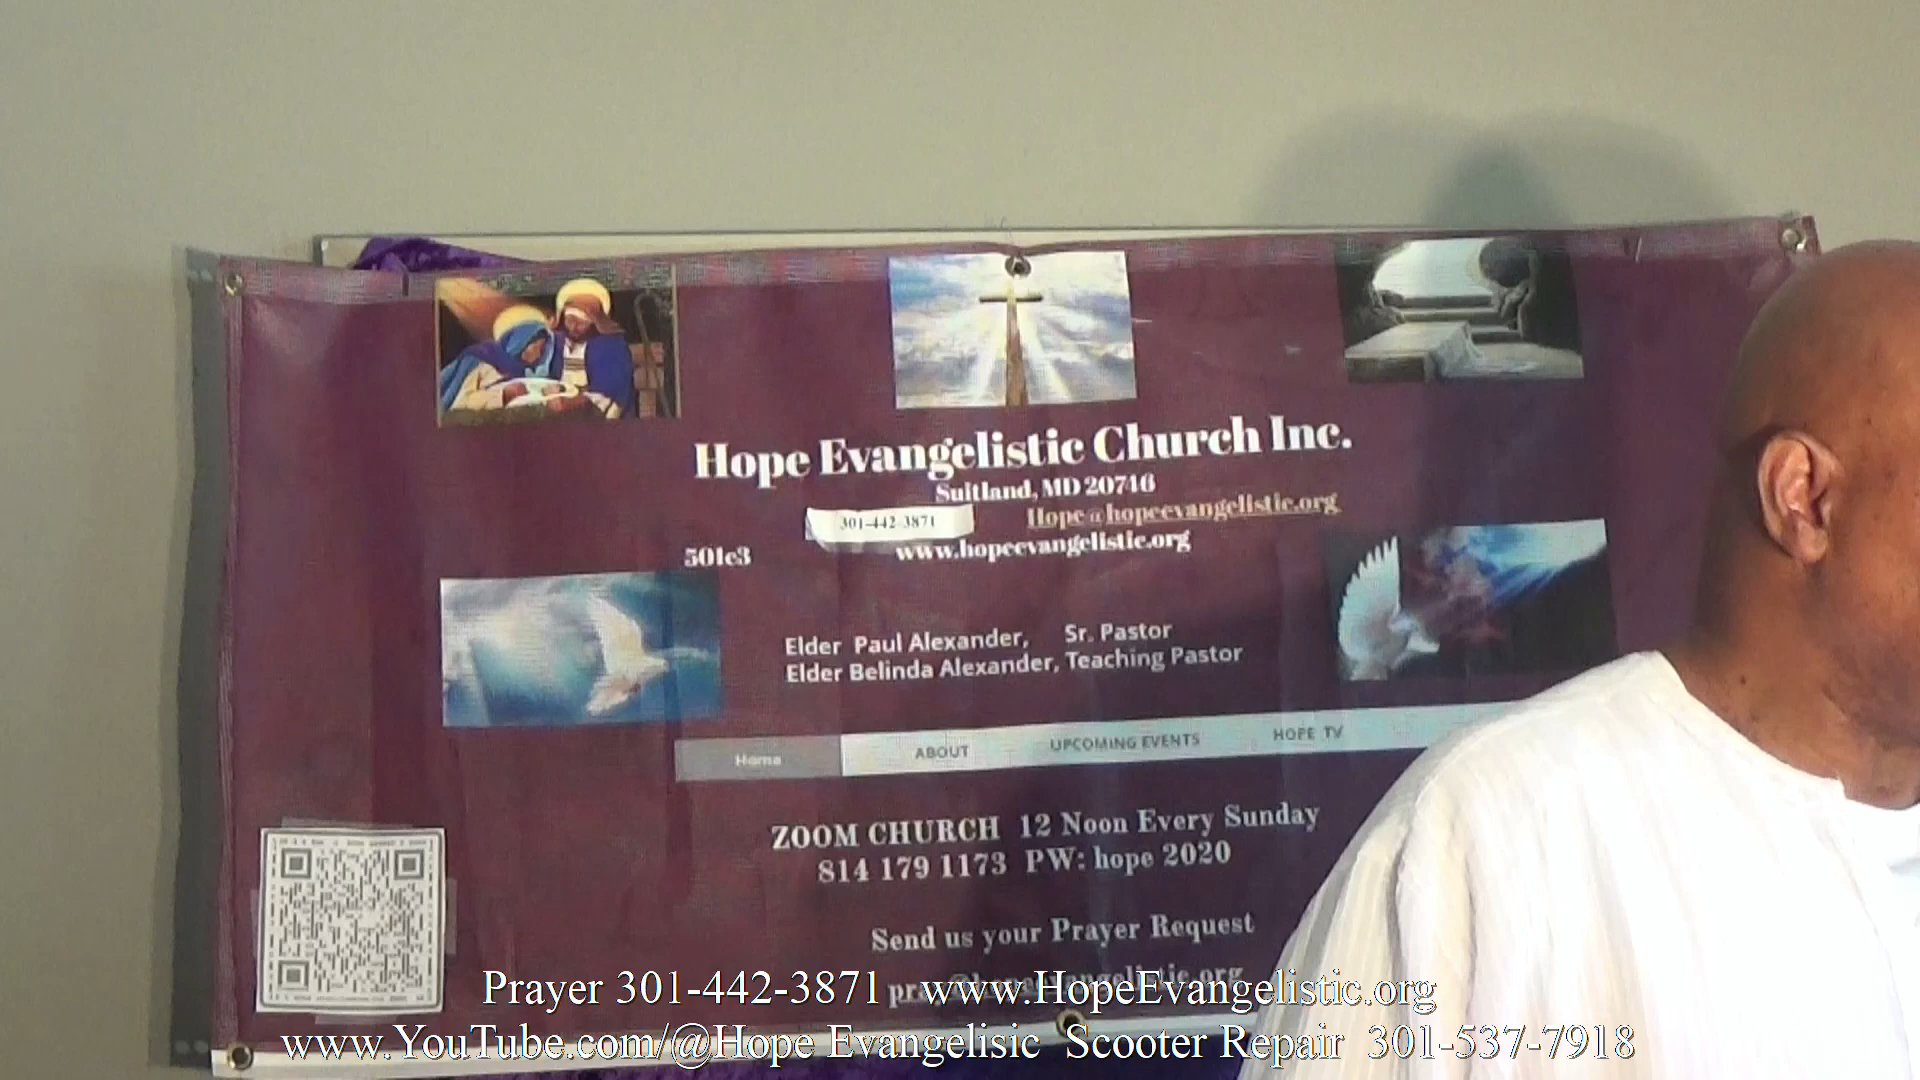 Hope Evangelistic Church Inc.
Suitland, MD 20746
301-442-3871 Hope@hopeevangelistic.org
501c3 www.hopeevangelistic.org
Elder Paul Alexander, Sr. Pastor
Elder Belinda Alexander, Teaching Pastor
Home ABOUT UPCOMING EVENTS HOPE TV
ZOOM CHURCH 12 Noon Every Sunday
814 179 1173 PW: hope 2020
Send us your Prayer Request
pray@hopeevangelistic.org
Prayer 301-442-3871 www.HopeEvangelistic.org
www.YouTube.com/@Hope Evangelisic Scooter Repair 301-537-7918